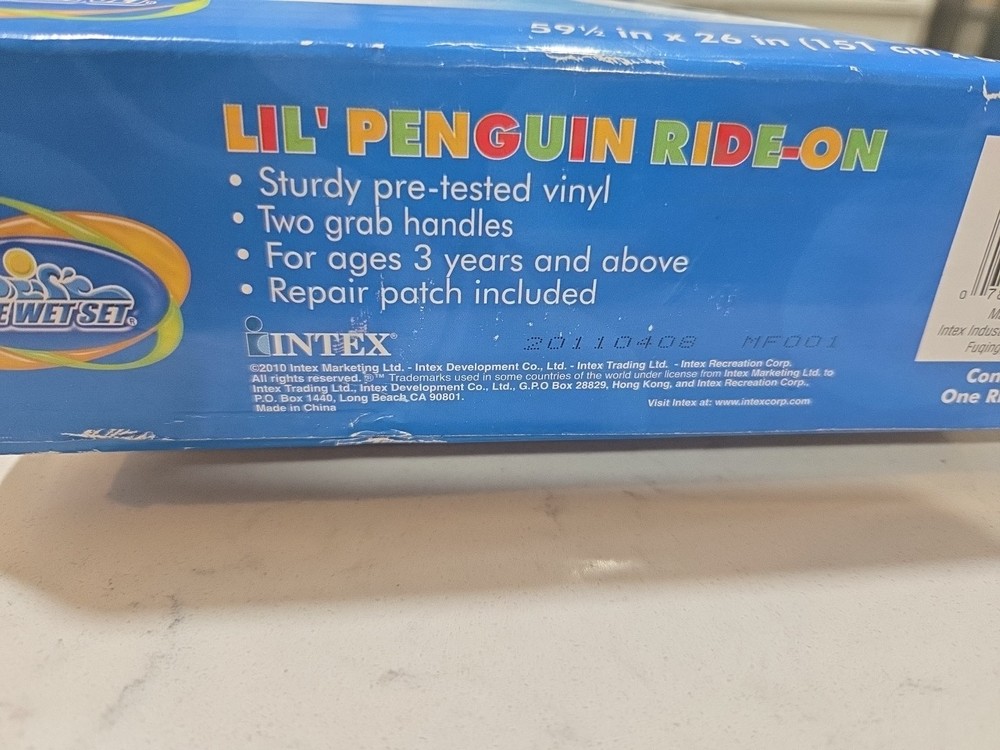 59½ in x 26 in (151 cm
LIL' PENGUIN RIDE-ON
• Sturdy pre-tested vinyl
• Two grab handles
• For ages 3 years and above
• Repair patch included
WET SET®
INTEX®
20110408 MF001
©2010 Intex Marketing Ltd. - Intex Development Co., Ltd. - Intex Trading Ltd. - Intex Recreation Corp.
All rights reserved. ®™ Trademarks used in some countries of the world under license from Intex Marketing Ltd. to
Intex Trading Ltd., Intex Development Co., Ltd., G.P.O Box 28829, Hong Kong, and Intex Recreation Corp.,
P.O. Box 1440, Long Beach, CA 90801.
Made in China
Visit Intex at: www.intexcorp.com
0 7
Intex Indus
Fuqing
Con
One Ri